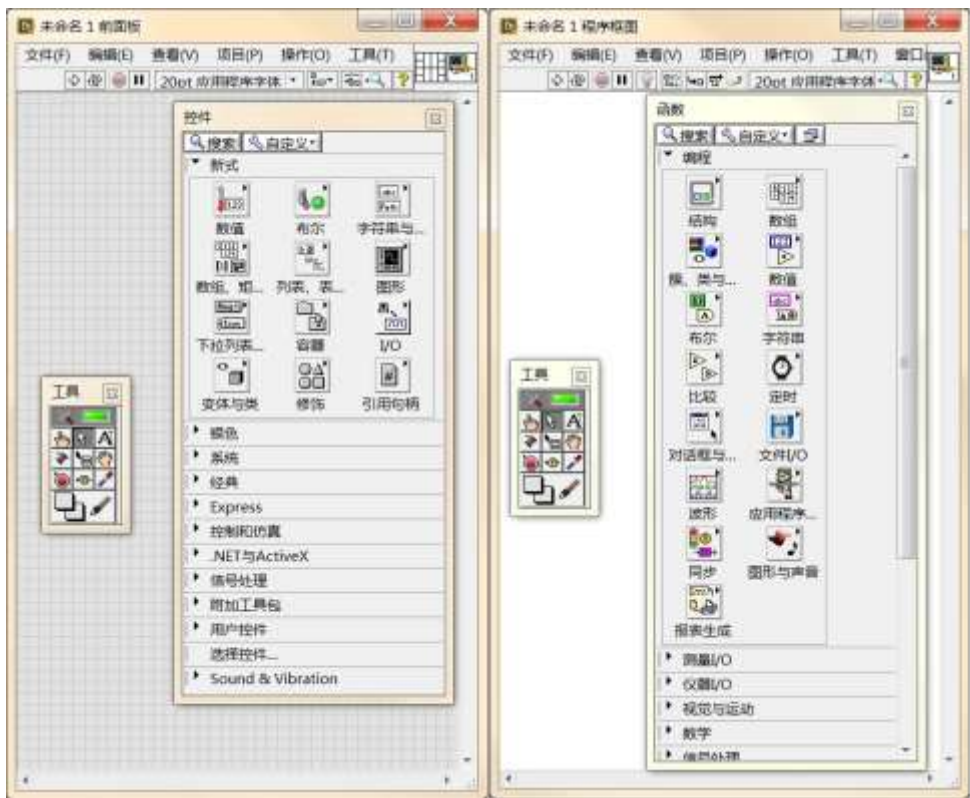 未命名 1 前面板
文件(F) 编辑(E) 查看(V) 项目(P) 操作(O) 工具(T)
20pt 应用程序字体
控件
搜索 自定义
新式
数值 布尔 字符串与...
数组、矩... 列表、表... 图形
下拉列表... 容器 I/O
变体与类 修饰 引用句柄
银色
系统
经典
Express
控制和仿真
.NET与ActiveX
信号处理
附加工具包
用户控件
选择控件...
Sound & Vibration
工具
未命名 1 程序框图
文件(F) 编辑(E) 查看(V) 项目(P) 操作(O) 工具(T) 窗口
20pt 应用程序字体
函数
搜索 自定义
编程
结构 数组
簇、类与... 数值
布尔 字符串
比较 定时
对话框与... 文件I/O
波形 应用程序...
同步 图形与声音
报表生成
测量I/O
仪器I/O
视觉与运动
数学
信号处理
工具